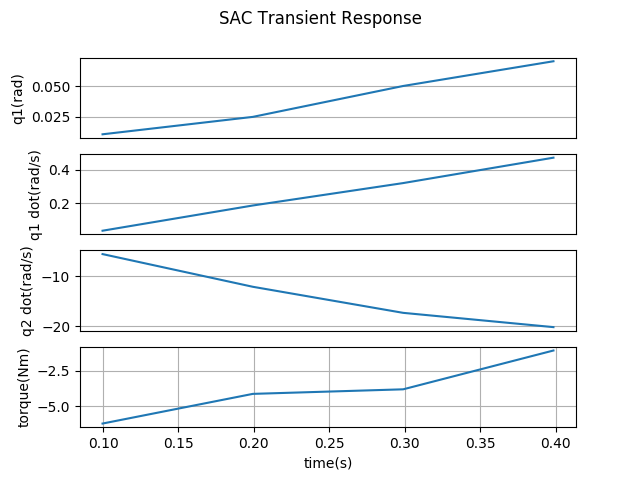 SAC Transient Response
q1(rad)
0.050
0.025
q1 dot(rad/s)
0.4
0.2
q2 dot(rad/s)
−10
−20
torque(Nm)
−2.5
−5.0
0.10 0.15 0.20 0.25 0.30 0.35 0.40
time(s)